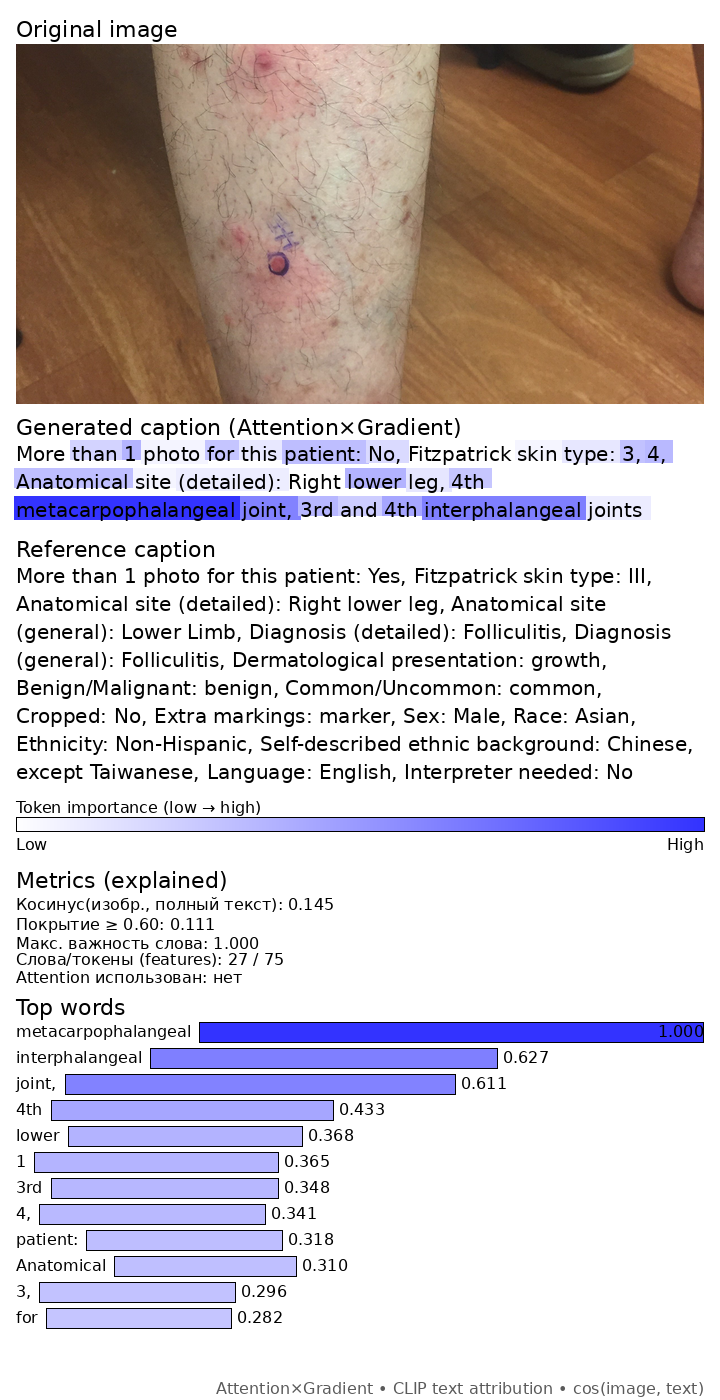 Original image
Generated caption (Attention×Gradient)
More than 1 photo for this patient: No, Fitzpatrick skin type: 3, 4,
Anatomical site (detailed): Right lower leg, 4th
metacarpophalangeal joint, 3rd and 4th interphalangeal joints
Reference caption
More than 1 photo for this patient: Yes, Fitzpatrick skin type: III,
Anatomical site (detailed): Right lower leg, Anatomical site
(general): Lower Limb, Diagnosis (detailed): Folliculitis, Diagnosis
(general): Folliculitis, Dermatological presentation: growth,
Benign/Malignant: benign, Common/Uncommon: common,
Cropped: No, Extra markings: marker, Sex: Male, Race: Asian,
Ethnicity: Non-Hispanic, Self-described ethnic background: Chinese,
except Taiwanese, Language: English, Interpreter needed: No
Token importance (low → high)
Low High
Metrics (explained)
Косинус(изобр., полный текст): 0.145
Покрытие ≥ 0.60: 0.111
Макс. важность слова: 1.000
Слова/токены (features): 27 / 75
Attention использован: нет
Top words
metacarpophalangeal 1.000
interphalangeal 0.627
joint, 0.611
4th 0.433
lower 0.368
1 0.365
3rd 0.348
4, 0.341
patient: 0.318
Anatomical 0.310
3, 0.296
for 0.282
Attention×Gradient • CLIP text attribution • cos(image, text)